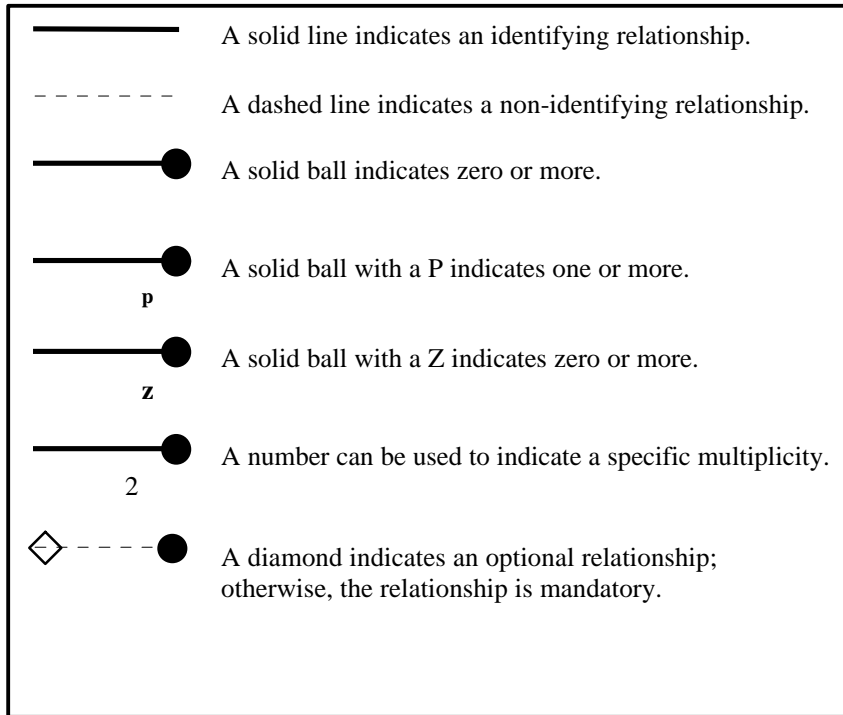 A solid line indicates an identifying relationship.
A dashed line indicates a non-identifying relationship.
A solid ball indicates zero or more.
A solid ball with a P indicates one or more.
p
A solid ball with a Z indicates zero or more.
z
A number can be used to indicate a specific multiplicity.
2
A diamond indicates an optional relationship;
otherwise, the relationship is mandatory.